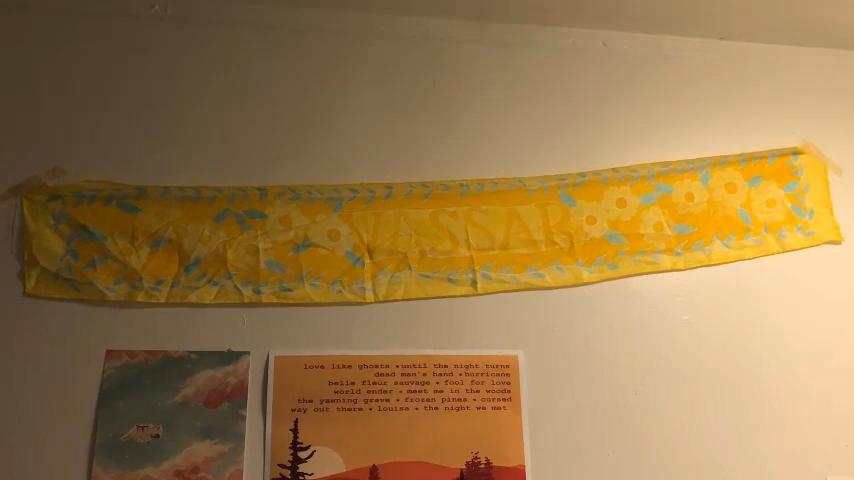 VASSAR
love like ghosts • until the night turns
dead man's hand • hurricane
belle fleur sauvage • fool for love
world ender • meet me in the woods
the yawning grave • frozen pines • cursed
way out there • louisa • the night we met